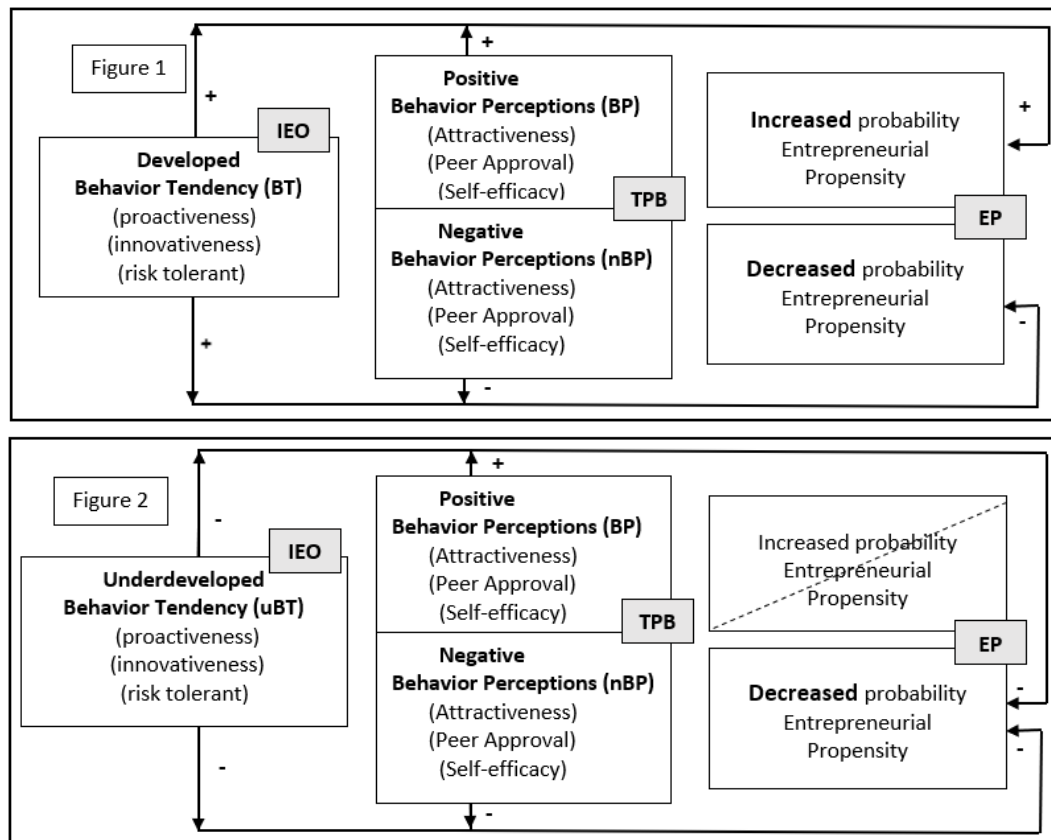 Figure 1
+
+
IEO
Developed
Behavior Tendency (BT)
(proactiveness)
(innovativeness)
(risk tolerant)
+
Positive
Behavior Perceptions (BP)
(Attractiveness)
(Peer Approval)
(Self-efficacy)
TPB
Negative
Behavior Perceptions (nBP)
(Attractiveness)
(Peer Approval)
(Self-efficacy)
-
+
Increased probability
Entrepreneurial
Propensity
EP
Decreased probability
Entrepreneurial
Propensity
-
Figure 2
+
-
IEO
Underdeveloped
Behavior Tendency (uBT)
(proactiveness)
(innovativeness)
(risk tolerant)
-
Positive
Behavior Perceptions (BP)
(Attractiveness)
(Peer Approval)
(Self-efficacy)
TPB
Negative
Behavior Perceptions (nBP)
(Attractiveness)
(Peer Approval)
(Self-efficacy)
-
Increased probability
Entrepreneurial
Propensity
EP
Decreased probability
Entrepreneurial
Propensity
-
-